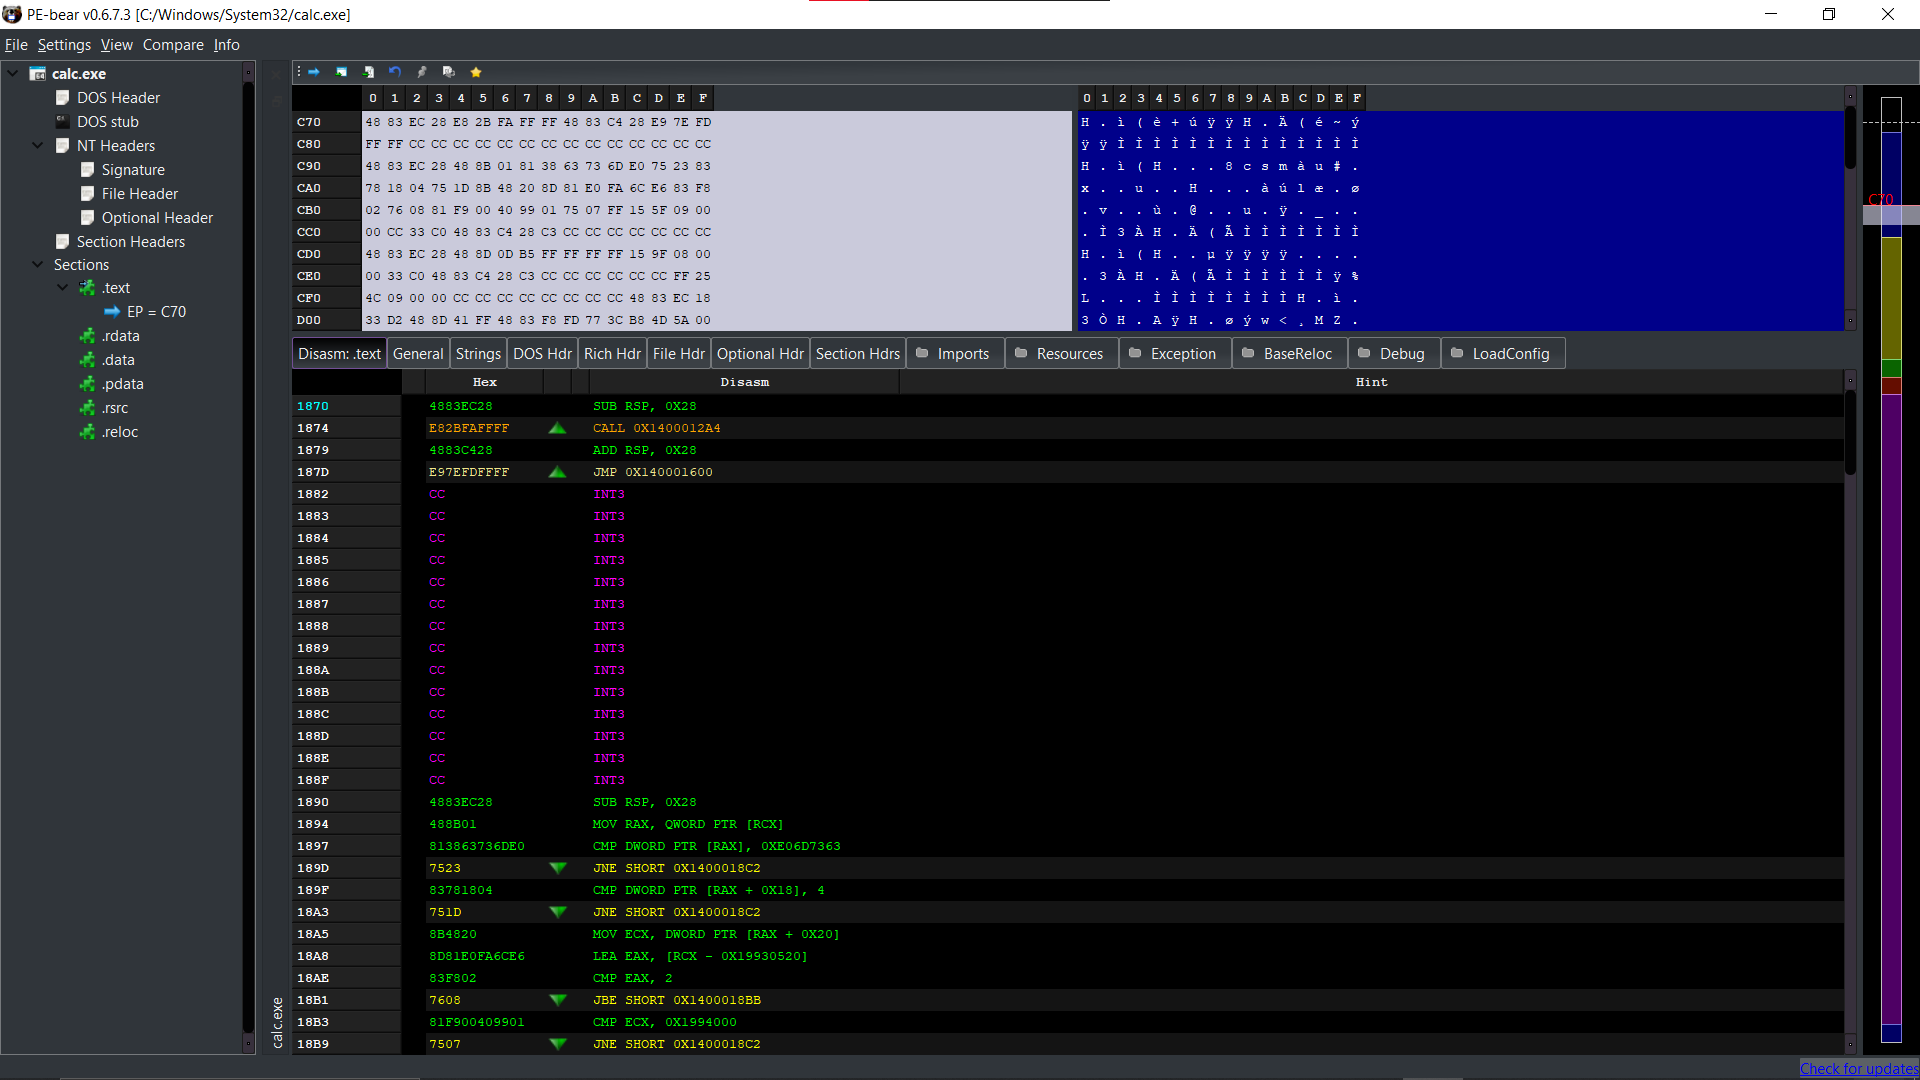 PE-bear v0.6.7.3 [C:/Windows/System32/calc.exe]
File Settings View Compare Info
calc.exe
DOS Header
DOS stub
NT Headers
Signature
File Header
Optional Header
Section Headers
Sections
.text
EP = C70
.rdata
.data
.pdata
.rsrc
.reloc
calc.exe
0 1 2 3 4 5 6 7 8 9 A B C D E F
C70 48 83 EC 28 E8 2B FA FF FF 48 83 C4 28 E9 7E FD
C80 FF FF CC CC CC CC CC CC CC CC CC CC CC CC CC CC
C90 48 83 EC 28 48 8B 01 81 38 63 73 6D E0 75 23 83
CA0 78 18 04 75 1D 8B 48 20 8D 81 E0 FA 6C E6 83 F8
CB0 02 76 08 81 F9 00 40 99 01 75 07 FF 15 5F 09 00
CC0 00 CC 33 C0 48 83 C4 28 C3 CC CC CC CC CC CC CC
CD0 48 83 EC 28 48 8D 0D B5 FF FF FF FF 15 9F 08 00
CE0 00 33 C0 48 83 C4 28 C3 CC CC CC CC CC CC FF 25
CF0 4C 09 00 00 CC CC CC CC CC CC CC CC 48 83 EC 18
D00 33 D2 48 8D 41 FF 48 83 F8 FD 77 3C B8 4D 5A 00
0 1 2 3 4 5 6 7 8 9 A B C D E F
H . ì ( è + ú ÿ ÿ H . Ä ( é ~ ý
ÿ ÿ Ì Ì Ì Ì Ì Ì Ì Ì Ì Ì Ì Ì Ì Ì
H . ì ( H . . . 8 c s m à u # .
x . . u . . H . . . à ú l æ . ø
. v . . ù . @ . . u . ÿ . _ . .
. Ì 3 À H . Ä ( Ã Ì Ì Ì Ì Ì Ì Ì
H . ì ( H . . µ ÿ ÿ ÿ ÿ . . . .
. 3 À H . Ä ( Ã Ì Ì Ì Ì Ì Ì ÿ %
L . . . Ì Ì Ì Ì Ì Ì Ì Ì H . ì .
3 Ò H . A ÿ H . ø ý w < ¸ M Z .
C70
Disasm: .text General Strings DOS Hdr Rich Hdr File Hdr Optional Hdr Section Hdrs Imports Resources Exception BaseReloc Debug LoadConfig
Hex Disasm Hint
1870 4883EC28 SUB RSP, 0X28
1874 E82BFAFFFF CALL 0X1400012A4
1879 4883C428 ADD RSP, 0X28
187D E97EFDFFFF JMP 0X140001600
1882 CC INT3
1883 CC INT3
1884 CC INT3
1885 CC INT3
1886 CC INT3
1887 CC INT3
1888 CC INT3
1889 CC INT3
188A CC INT3
188B CC INT3
188C CC INT3
188D CC INT3
188E CC INT3
188F CC INT3
1890 4883EC28 SUB RSP, 0X28
1894 488B01 MOV RAX, QWORD PTR [RCX]
1897 813863736DE0 CMP DWORD PTR [RAX], 0XE06D7363
189D 7523 JNE SHORT 0X1400018C2
189F 83781804 CMP DWORD PTR [RAX + 0X18], 4
18A3 751D JNE SHORT 0X1400018C2
18A5 8B4820 MOV ECX, DWORD PTR [RAX + 0X20]
18A8 8D81E0FA6CE6 LEA EAX, [RCX - 0X19930520]
18AE 83F802 CMP EAX, 2
18B1 7608 JBE SHORT 0X1400018BB
18B3 81F900409901 CMP ECX, 0X1994000
18B9 7507 JNE SHORT 0X1400018C2
Check for updates